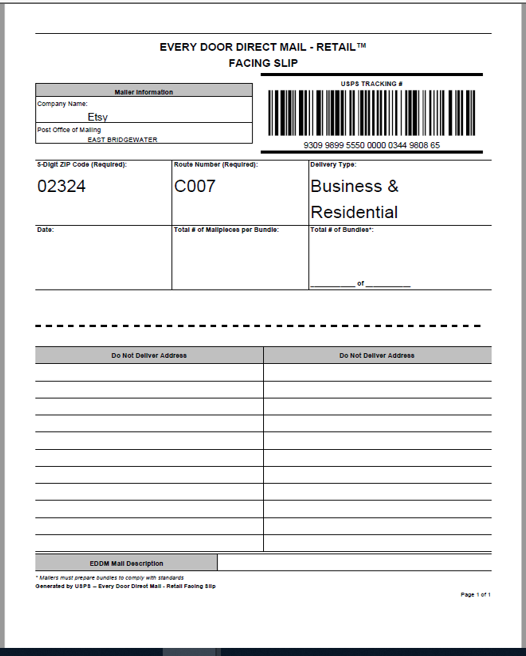 EVERY DOOR DIRECT MAIL - RETAIL™
FACING SLIP
Mailer Information
Company Name:
Etsy
Post Office of Mailing
EAST BRIDGEWATER
USPS TRACKING #
9309 9899 5550 0000 0344 9808 65
5-Digit ZIP Code (Required):
02324
Route Number (Required):
C007
Delivery Type:
Business &
Residential
Date:
Total # of Mailpieces per Bundle:
Total # of Bundles*:
__________ of __________
Do Not Deliver Address
Do Not Deliver Address
EDDM Mail Description
* Mailers must prepare bundles to comply with standards
Generated by USPS -- Every Door Direct Mail - Retail Facing Slip
Page 1 of 1